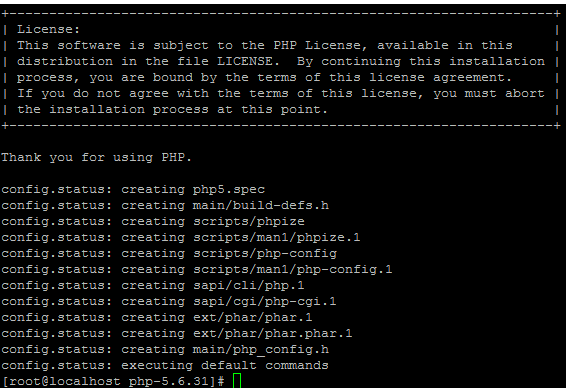 +--------------------------------------------------------------------+
| License:                                                           |
| This software is subject to the PHP License, available in this     |
| distribution in the file LICENSE.  By continuing this installation |
| process, you are bound by the terms of this license agreement.     |
| If you do not agree with the terms of this license, you must abort |
| the installation process at this point.                            |
+--------------------------------------------------------------------+
Thank you for using PHP.
config.status: creating php5.spec
config.status: creating main/build-defs.h
config.status: creating scripts/phpize
config.status: creating scripts/man1/phpize.1
config.status: creating scripts/php-config
config.status: creating scripts/man1/php-config.1
config.status: creating sapi/cli/php.1
config.status: creating sapi/cgi/php-cgi.1
config.status: creating ext/phar/phar.1
config.status: creating ext/phar/phar.phar.1
config.status: creating main/php_config.h
config.status: executing default commands
[root@localhost php-5.6.31]#